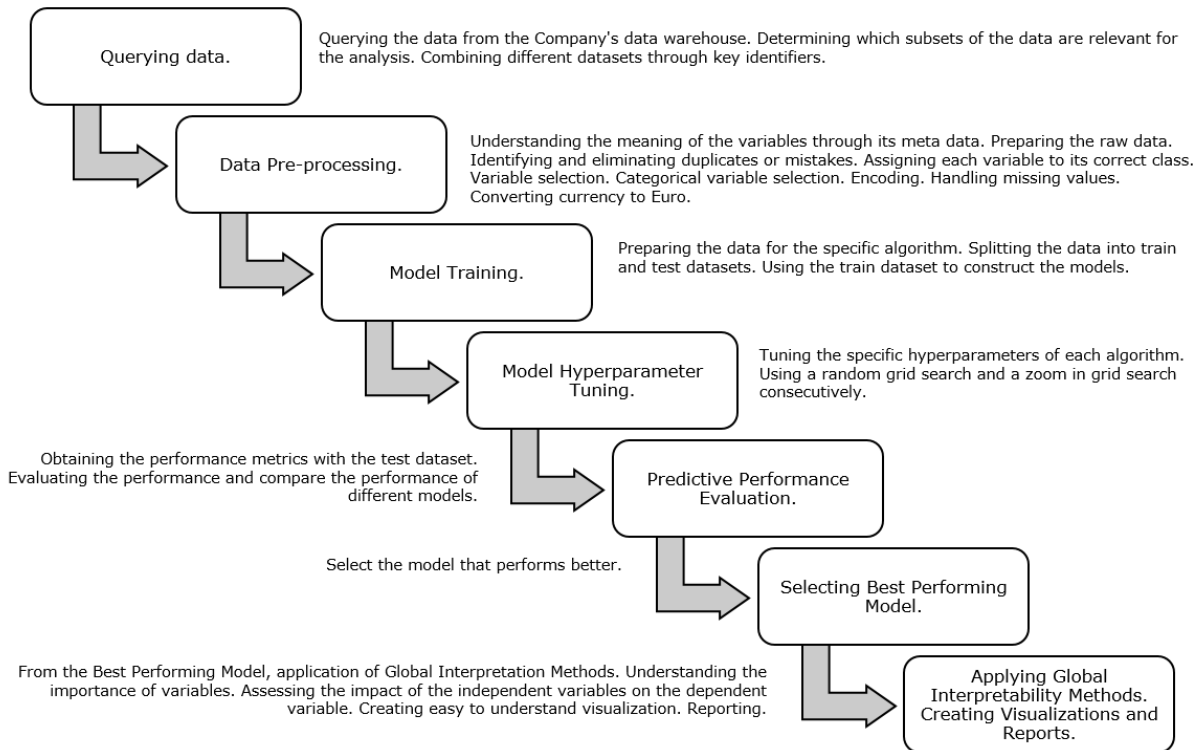 Querying data.
Querying the data from the Company's data warehouse. Determining which subsets of the data are relevant for
the analysis. Combining different datasets through key identifiers.
Data Pre-processing.
Understanding the meaning of the variables through its meta data. Preparing the raw data.
Identifying and eliminating duplicates or mistakes. Assigning each variable to its correct class.
Variable selection. Categorical variable selection. Encoding. Handling missing values.
Converting currency to Euro.
Model Training.
Preparing the data for the specific algorithm. Splitting the data into train
and test datasets. Using the train dataset to construct the models.
Model Hyperparameter
Tuning.
Tuning the specific hyperparameters of each algorithm.
Using a random grid search and a zoom in grid search
consecutively.
Obtaining the performance metrics with the test dataset.
Evaluating the performance and compare the performance of
different models.
Predictive Performance
Evaluation.
Select the model that performs better.
Selecting Best Performing
Model.
From the Best Performing Model, application of Global Interpretation Methods. Understanding the
importance of variables. Assessing the impact of the independent variables on the dependent
variable. Creating easy to understand visualization. Reporting.
Applying Global
Interpretability Methods.
Creating Visualizations and
Reports.